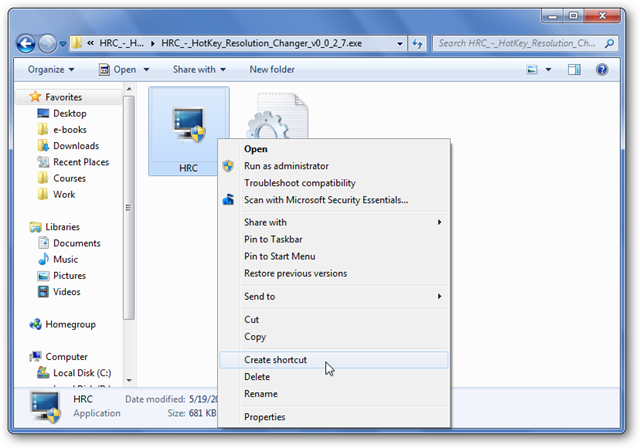 HRC_-_H... HRC_-_HotKey_Resolution_Changer_v0_0_2_7.exe
Search HRC_-_HotKey_Resolution_Ch...
Organize Open Share with New folder
Favorites
Desktop
e-books
Downloads
Recent Places
Courses
Work
Libraries
Documents
Music
Pictures
Videos
Homegroup
Computer
Local Disk (C:)
HRC
Open
Run as administrator
Troubleshoot compatibility
Scan with Microsoft Security Essentials...
Share with
Pin to Taskbar
Pin to Start Menu
Restore previous versions
Send to
Cut
Copy
Create shortcut
Delete
Rename
Properties
HRC Date modified: 5/19/20
Application Size: 681 KB